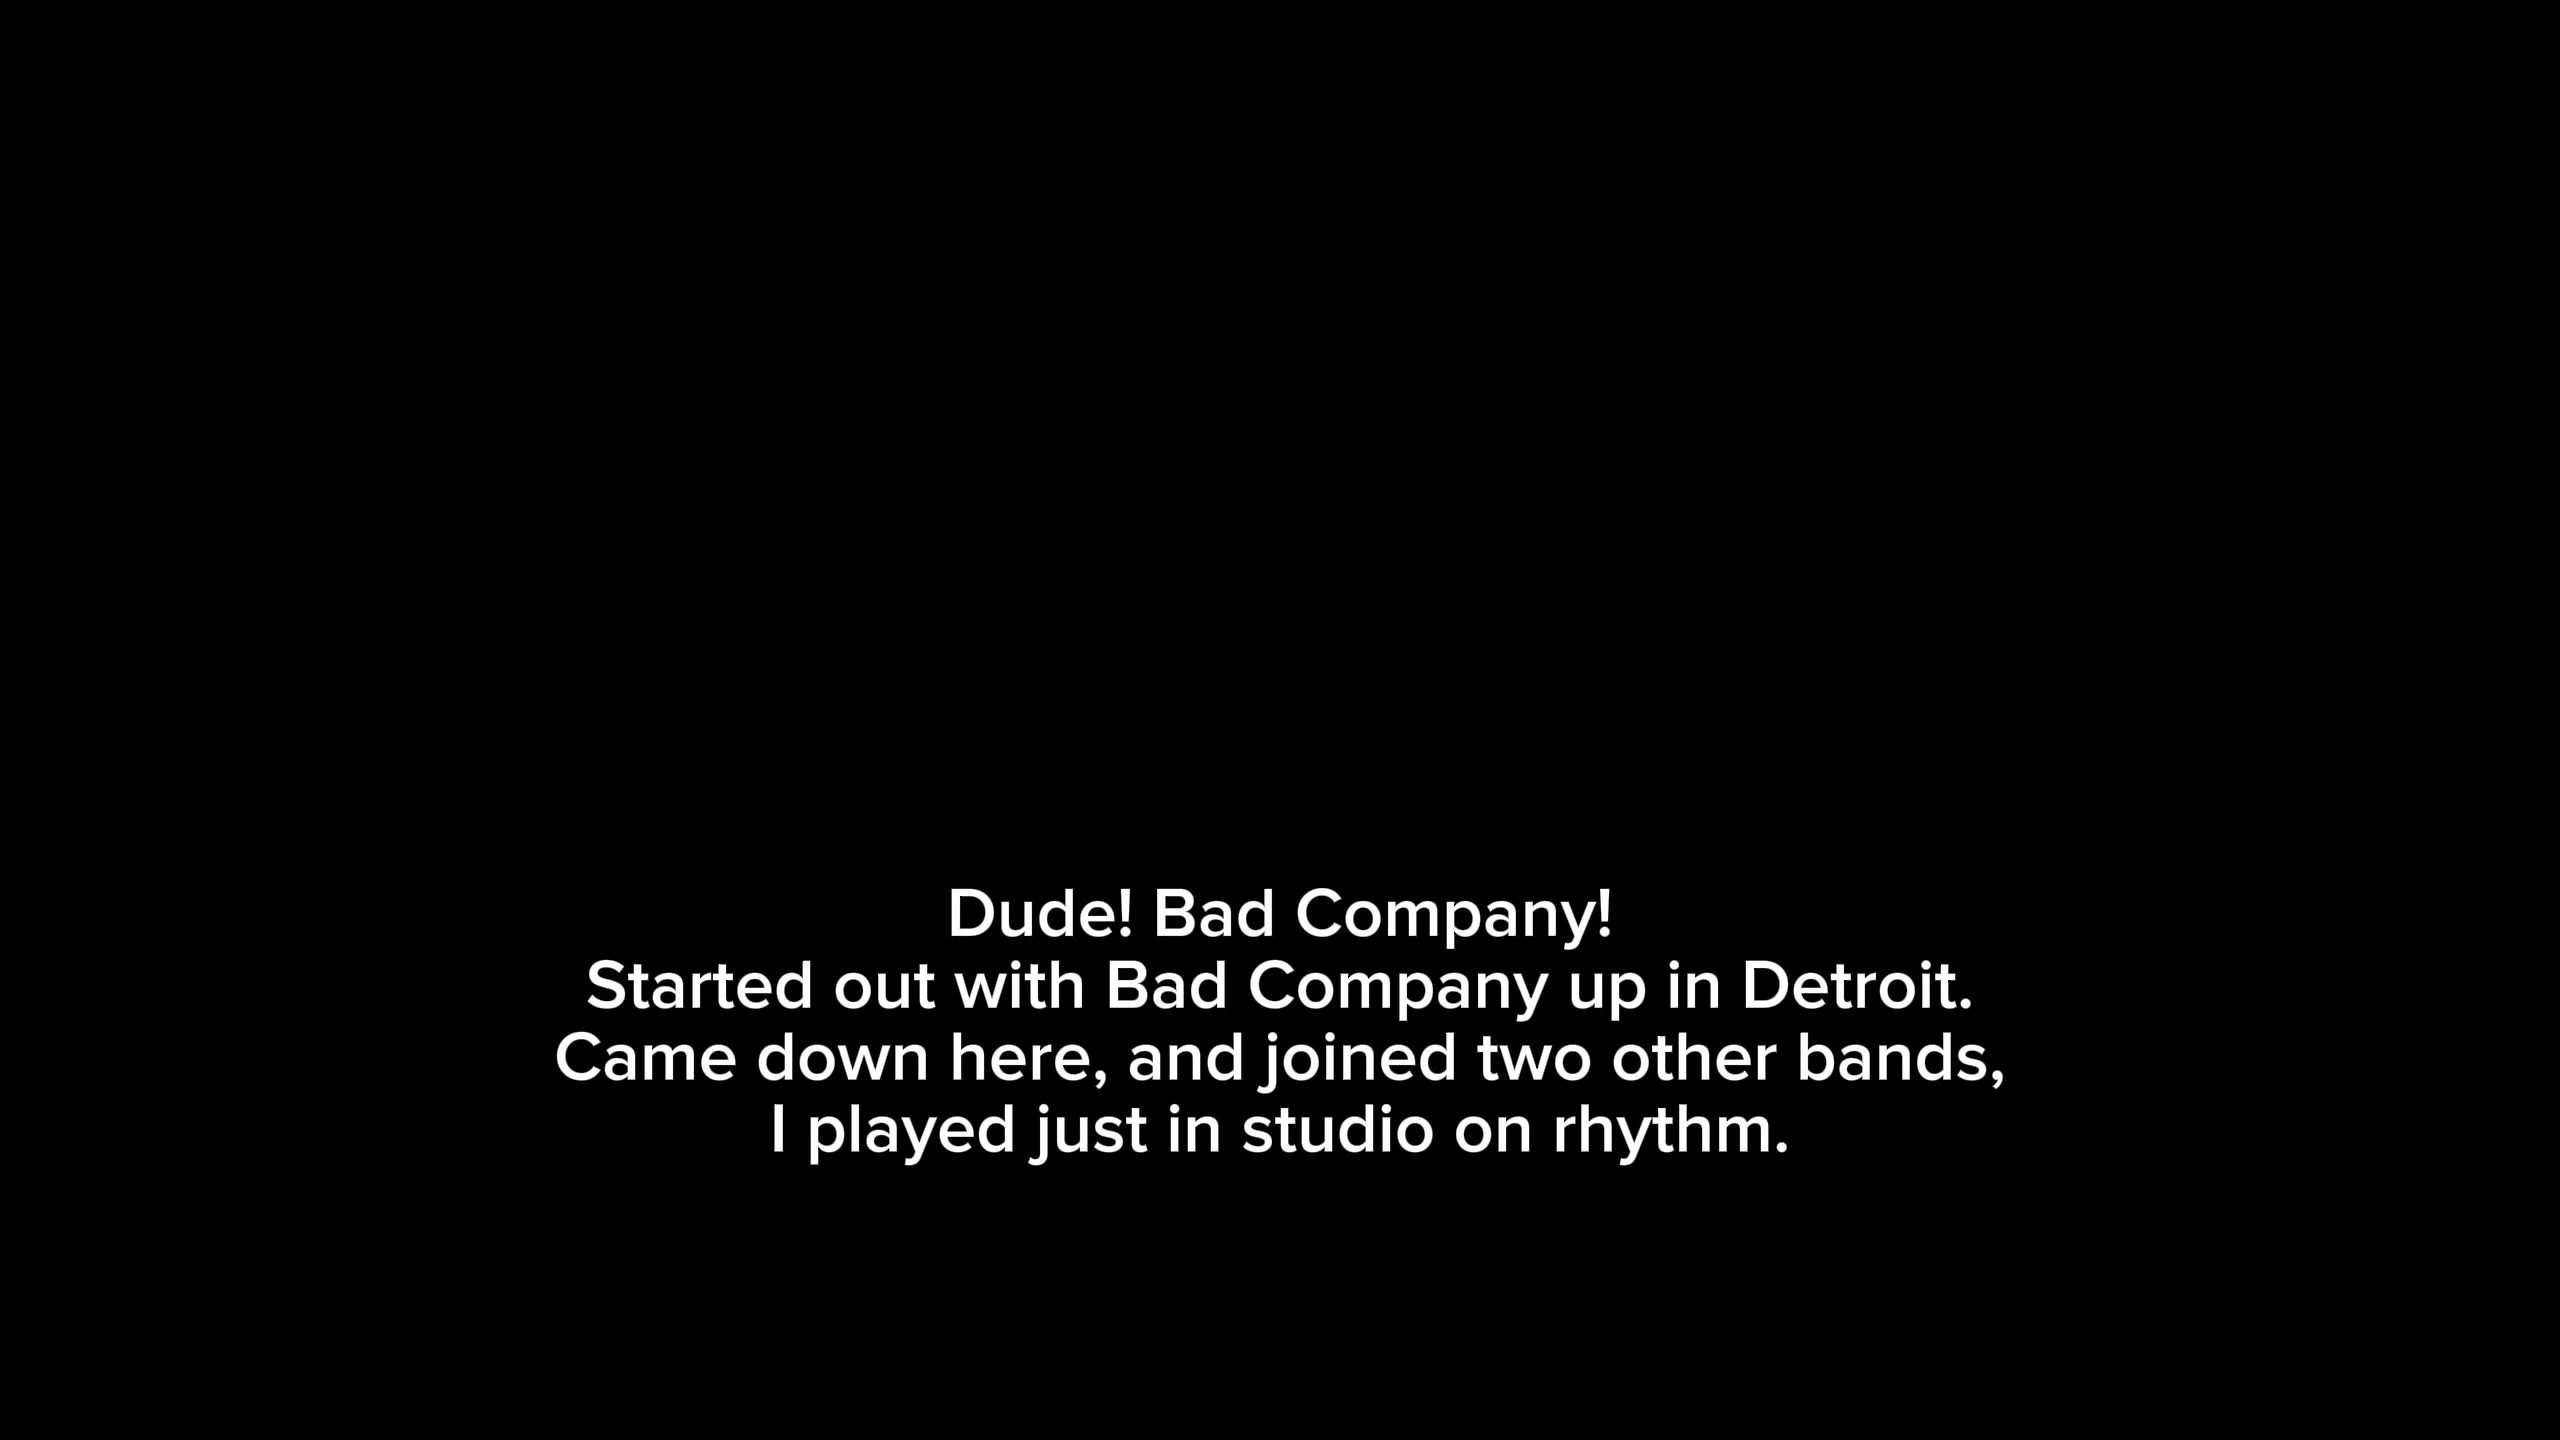 Dude! Bad Company!
Started out with Bad Company up in Detroit.
Came down here, and joined two other bands,
I played just in studio on rhythm.